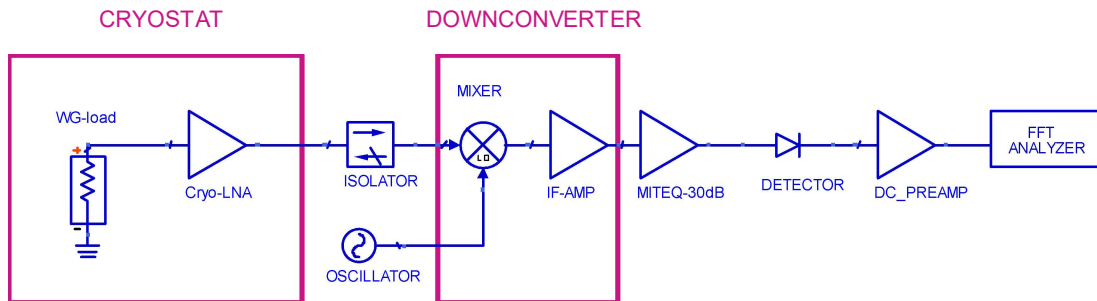 CRYOSTAT
DOWNCONVERTER
WG-load
+
-
Cryo-LNA
ISOLATOR
OSCILLATOR
MIXER
LO
IF-AMP
MITEQ-30dB
DETECTOR
DC_PREAMP
FFT
ANALYZER